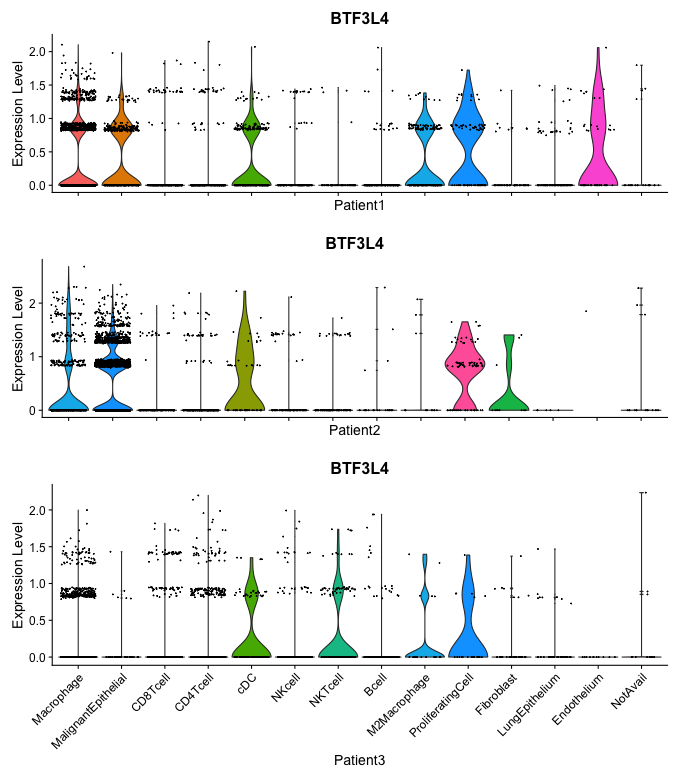 BTF3L4
Expression Level
2.0
1.5
1.0
0.5
0.0
Patient1
BTF3L4
Expression Level
2
1
0
Patient2
BTF3L4
Expression Level
2.0
1.5
1.0
0.5
0.0
Macrophage
MalignantEpithelial
CD8Tcell
CD4Tcell
cDC
NKcell
NKTcell
Bcell
M2Macrophage
ProliferatingCell
Fibroblast
LungEpithelium
Endothelium
NotAvail
Patient3